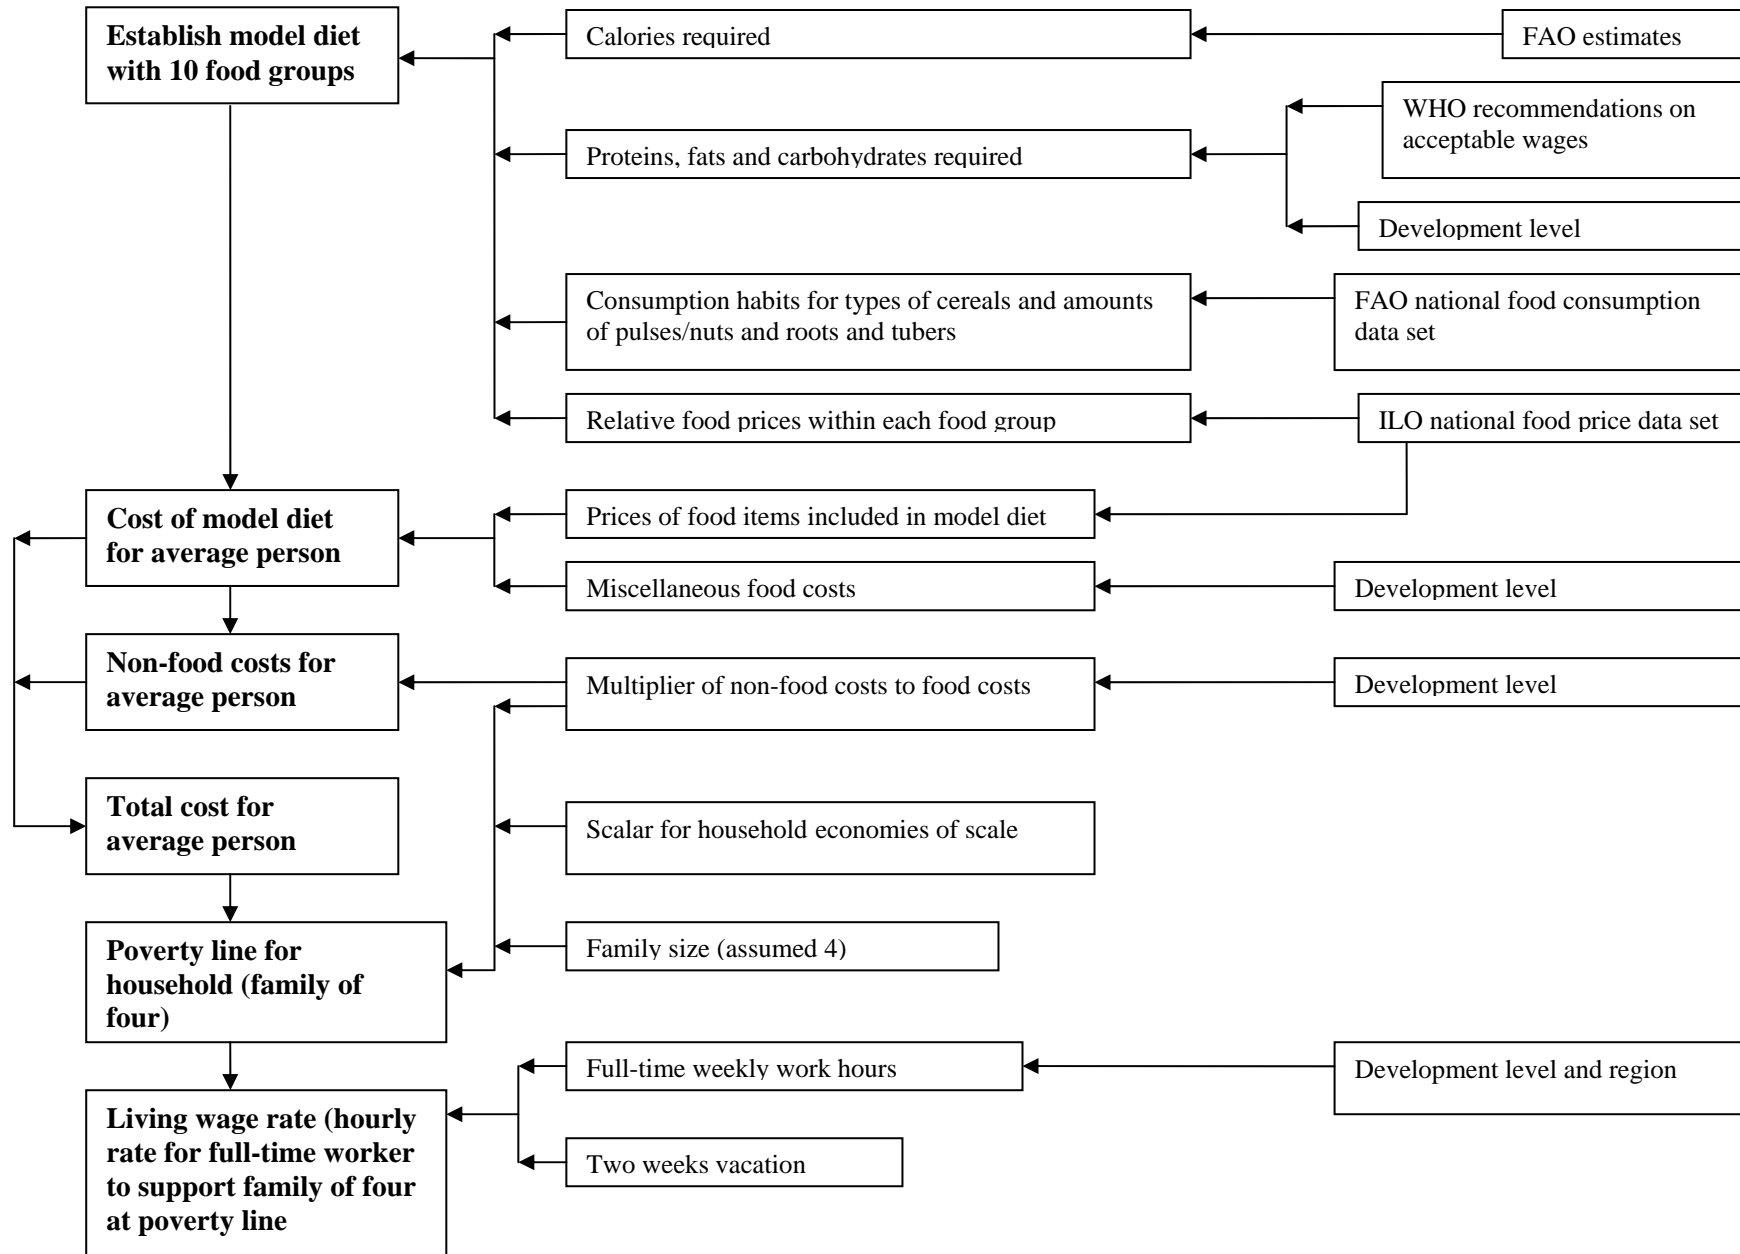 Establish model diet
with 10 food groups
Calories required
FAO estimates
WHO recommendations on
acceptable wages
Proteins, fats and carbohydrates required
Development level
Consumption habits for types of cereals and amounts
of pulses/nuts and roots and tubers
FAO national food consumption
data set
Relative food prices within each food group
ILO national food price data set
Cost of model diet
for average person
Prices of food items included in model diet
Miscellaneous food costs
Development level
Non-food costs for
average person
Multiplier of non-food costs to food costs
Development level
Total cost for
average person
Scalar for household economies of scale
Poverty line for
household (family of
four)
Family size (assumed 4)
Living wage rate (hourly
rate for full-time worker
to support family of four
at poverty line
Full-time weekly work hours
Development level and region
Two weeks vacation